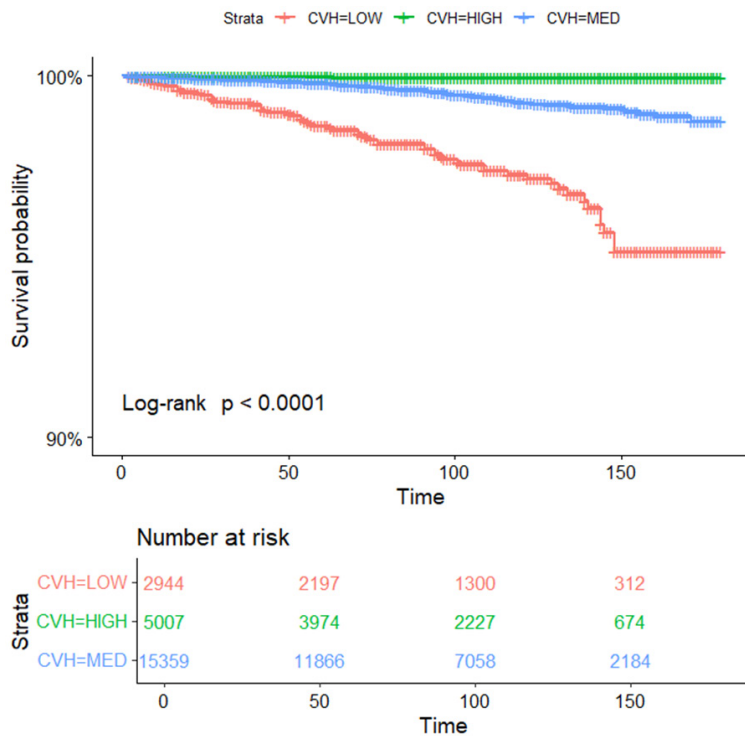 Strata CVH=LOW CVH=HIGH CVH=MED
100%
Survival probability
Log-rank p < 0.0001
90%
0 50 100 150
Time
Number at risk
Strata
CVH=LOW 2944 2197 1300 312
CVH=HIGH 5007 3974 2227 674
CVH=MED 15359 11866 7058 2184
0 50 100 150
Time